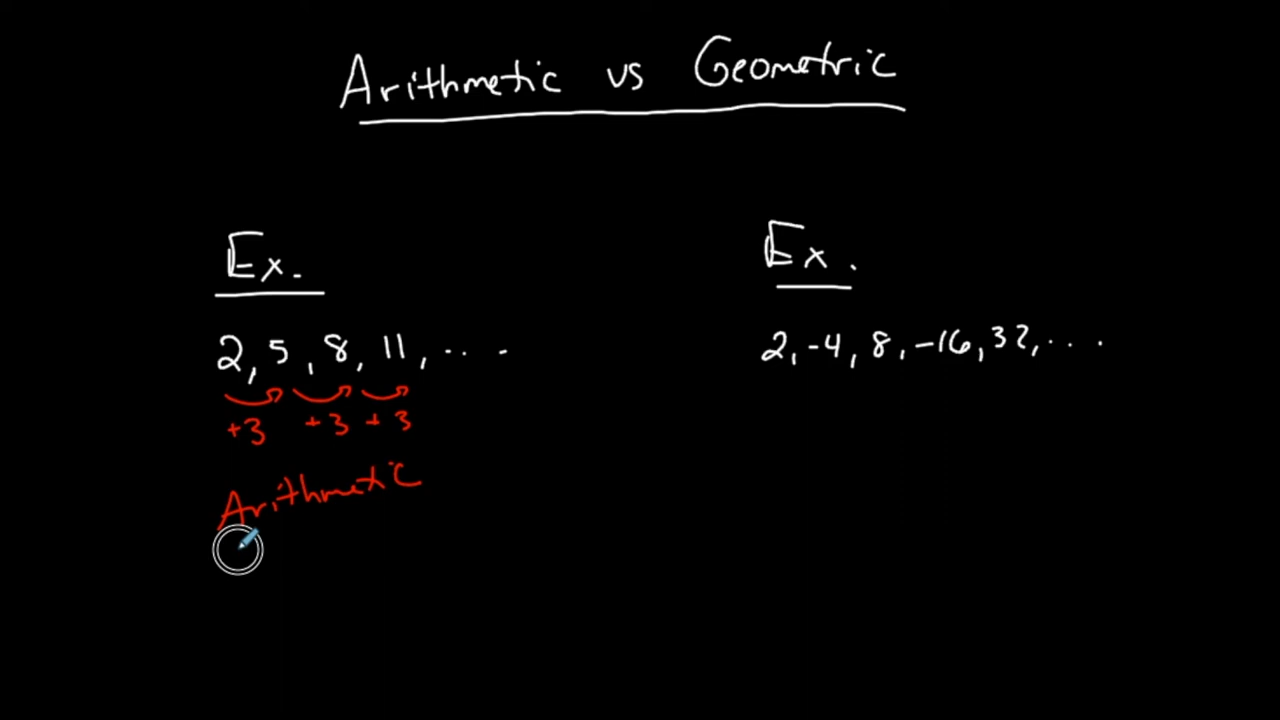 Arithmetic vs Geometric
Ex.
2, 5, 8, 11, ...
+3 +3 +3
Arithmetic
Ex.
2, -4, 8, -16, 32, ...